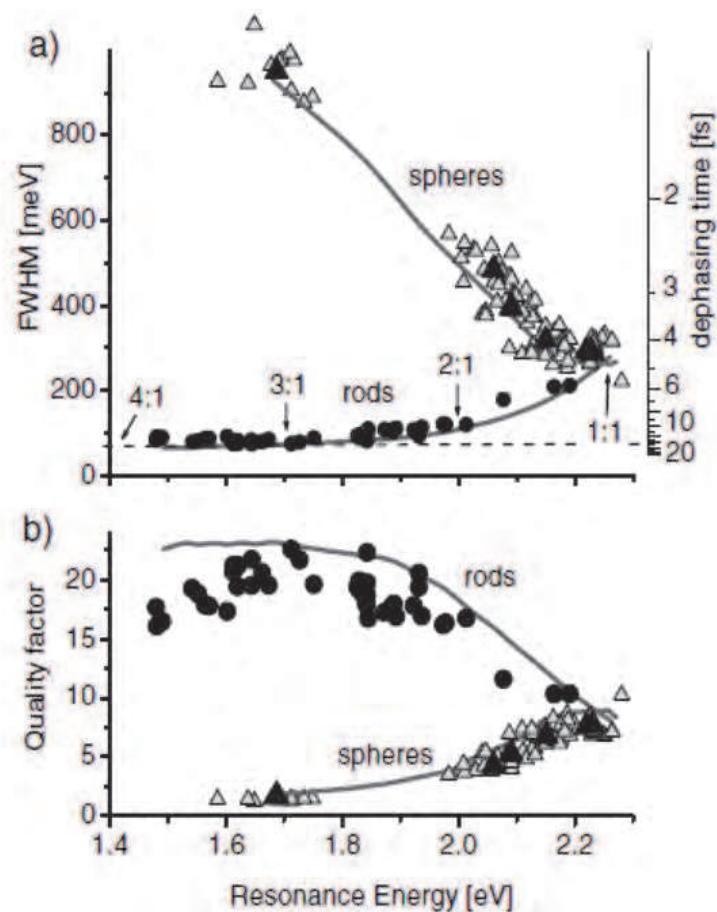 a)
FWHM [meV]
800
600
400
200
0
spheres
rods
4:1
3:1
2:1
1:1
2
3
4
6
10
20
dephasing time [fs]
b)
Quality factor
20
15
10
5
0
rods
spheres
1.4
1.6
1.8
2.0
2.2
Resonance Energy [eV]